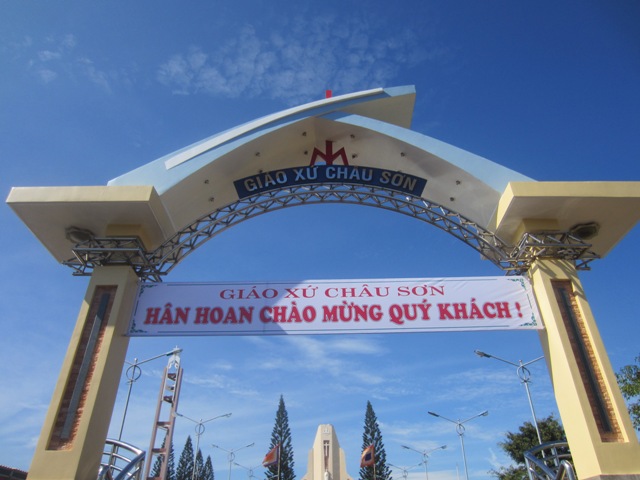 GIÁO XỨ CHÂU SƠN
GIÁO XỨ CHÂU SƠN
HÂN HOAN CHÀO MỪNG QUÝ KHÁCH !